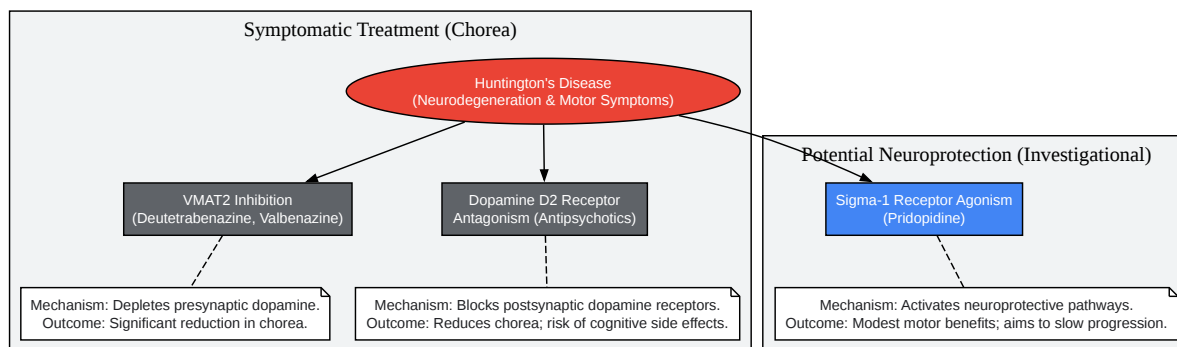 Symptomatic Treatment (Chorea)
Huntington's Disease
(Neurodegeneration & Motor Symptoms)
Potential Neuroprotection (Investigational)
VMAT2 Inhibition
(Deutetrabenazine, Valbenazine)
Dopamine D2 Receptor
Antagonism (Antipsychotics)
Sigma-1 Receptor Agonism
(Pridopidine)
Mechanism: Depletes presynaptic dopamine.
Outcome: Significant reduction in chorea.
Mechanism: Blocks postsynaptic dopamine receptors.
Outcome: Reduces chorea; risk of cognitive side effects.
Mechanism: Activates neuroprotective pathways.
Outcome: Modest motor benefits; aims to slow progression.